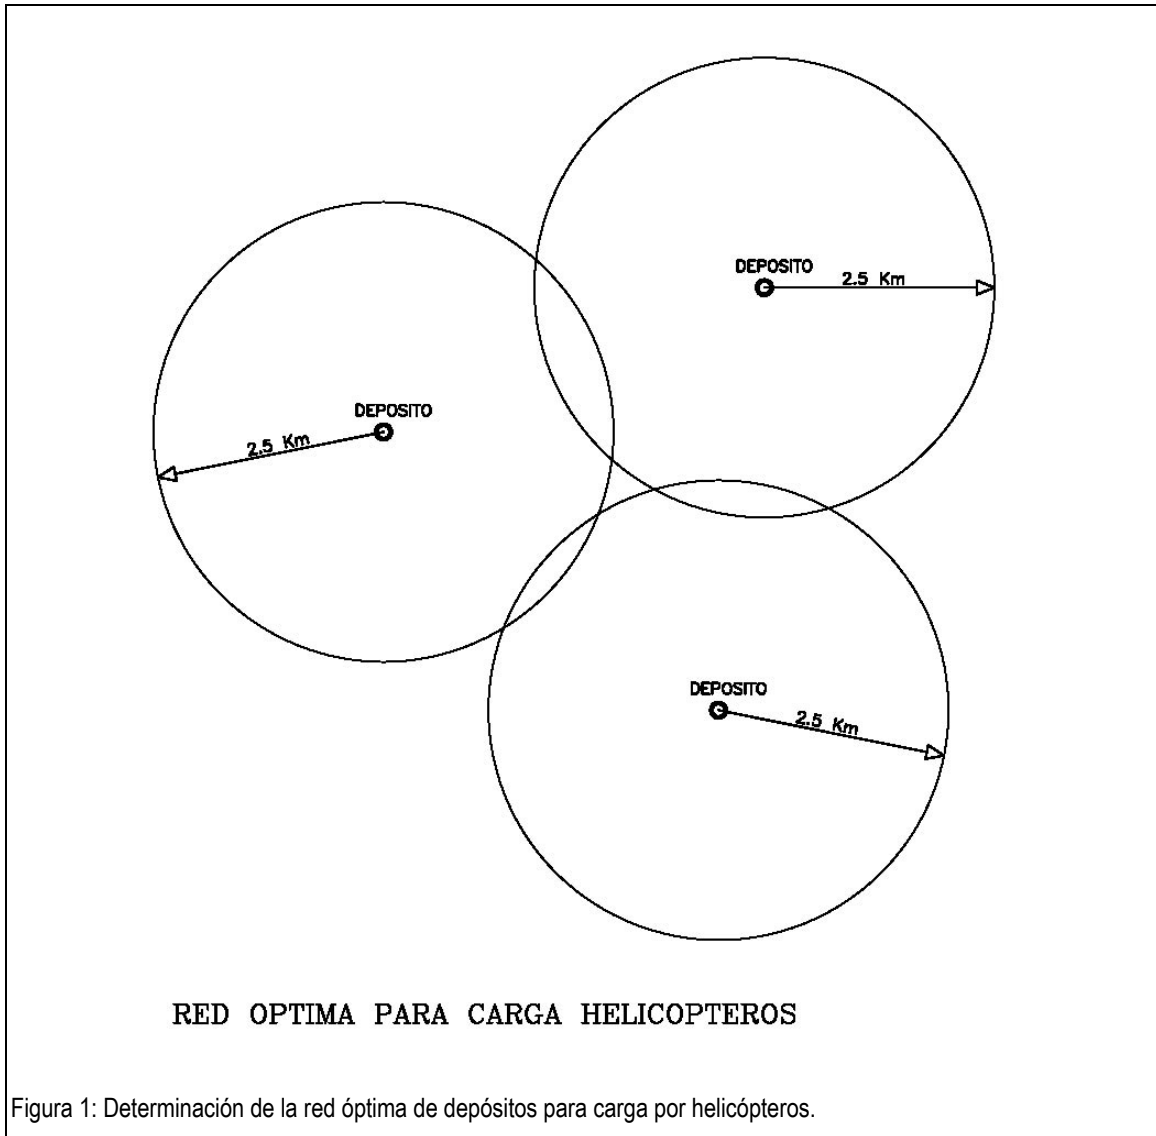 DEPOSITO
2.5 Km
DEPOSITO
2.5 Km
DEPOSITO
2.5 Km
RED OPTIMA PARA CARGA HELICOPTEROS
Figura 1: Determinación de la red óptima de depósitos para carga por helicópteros.